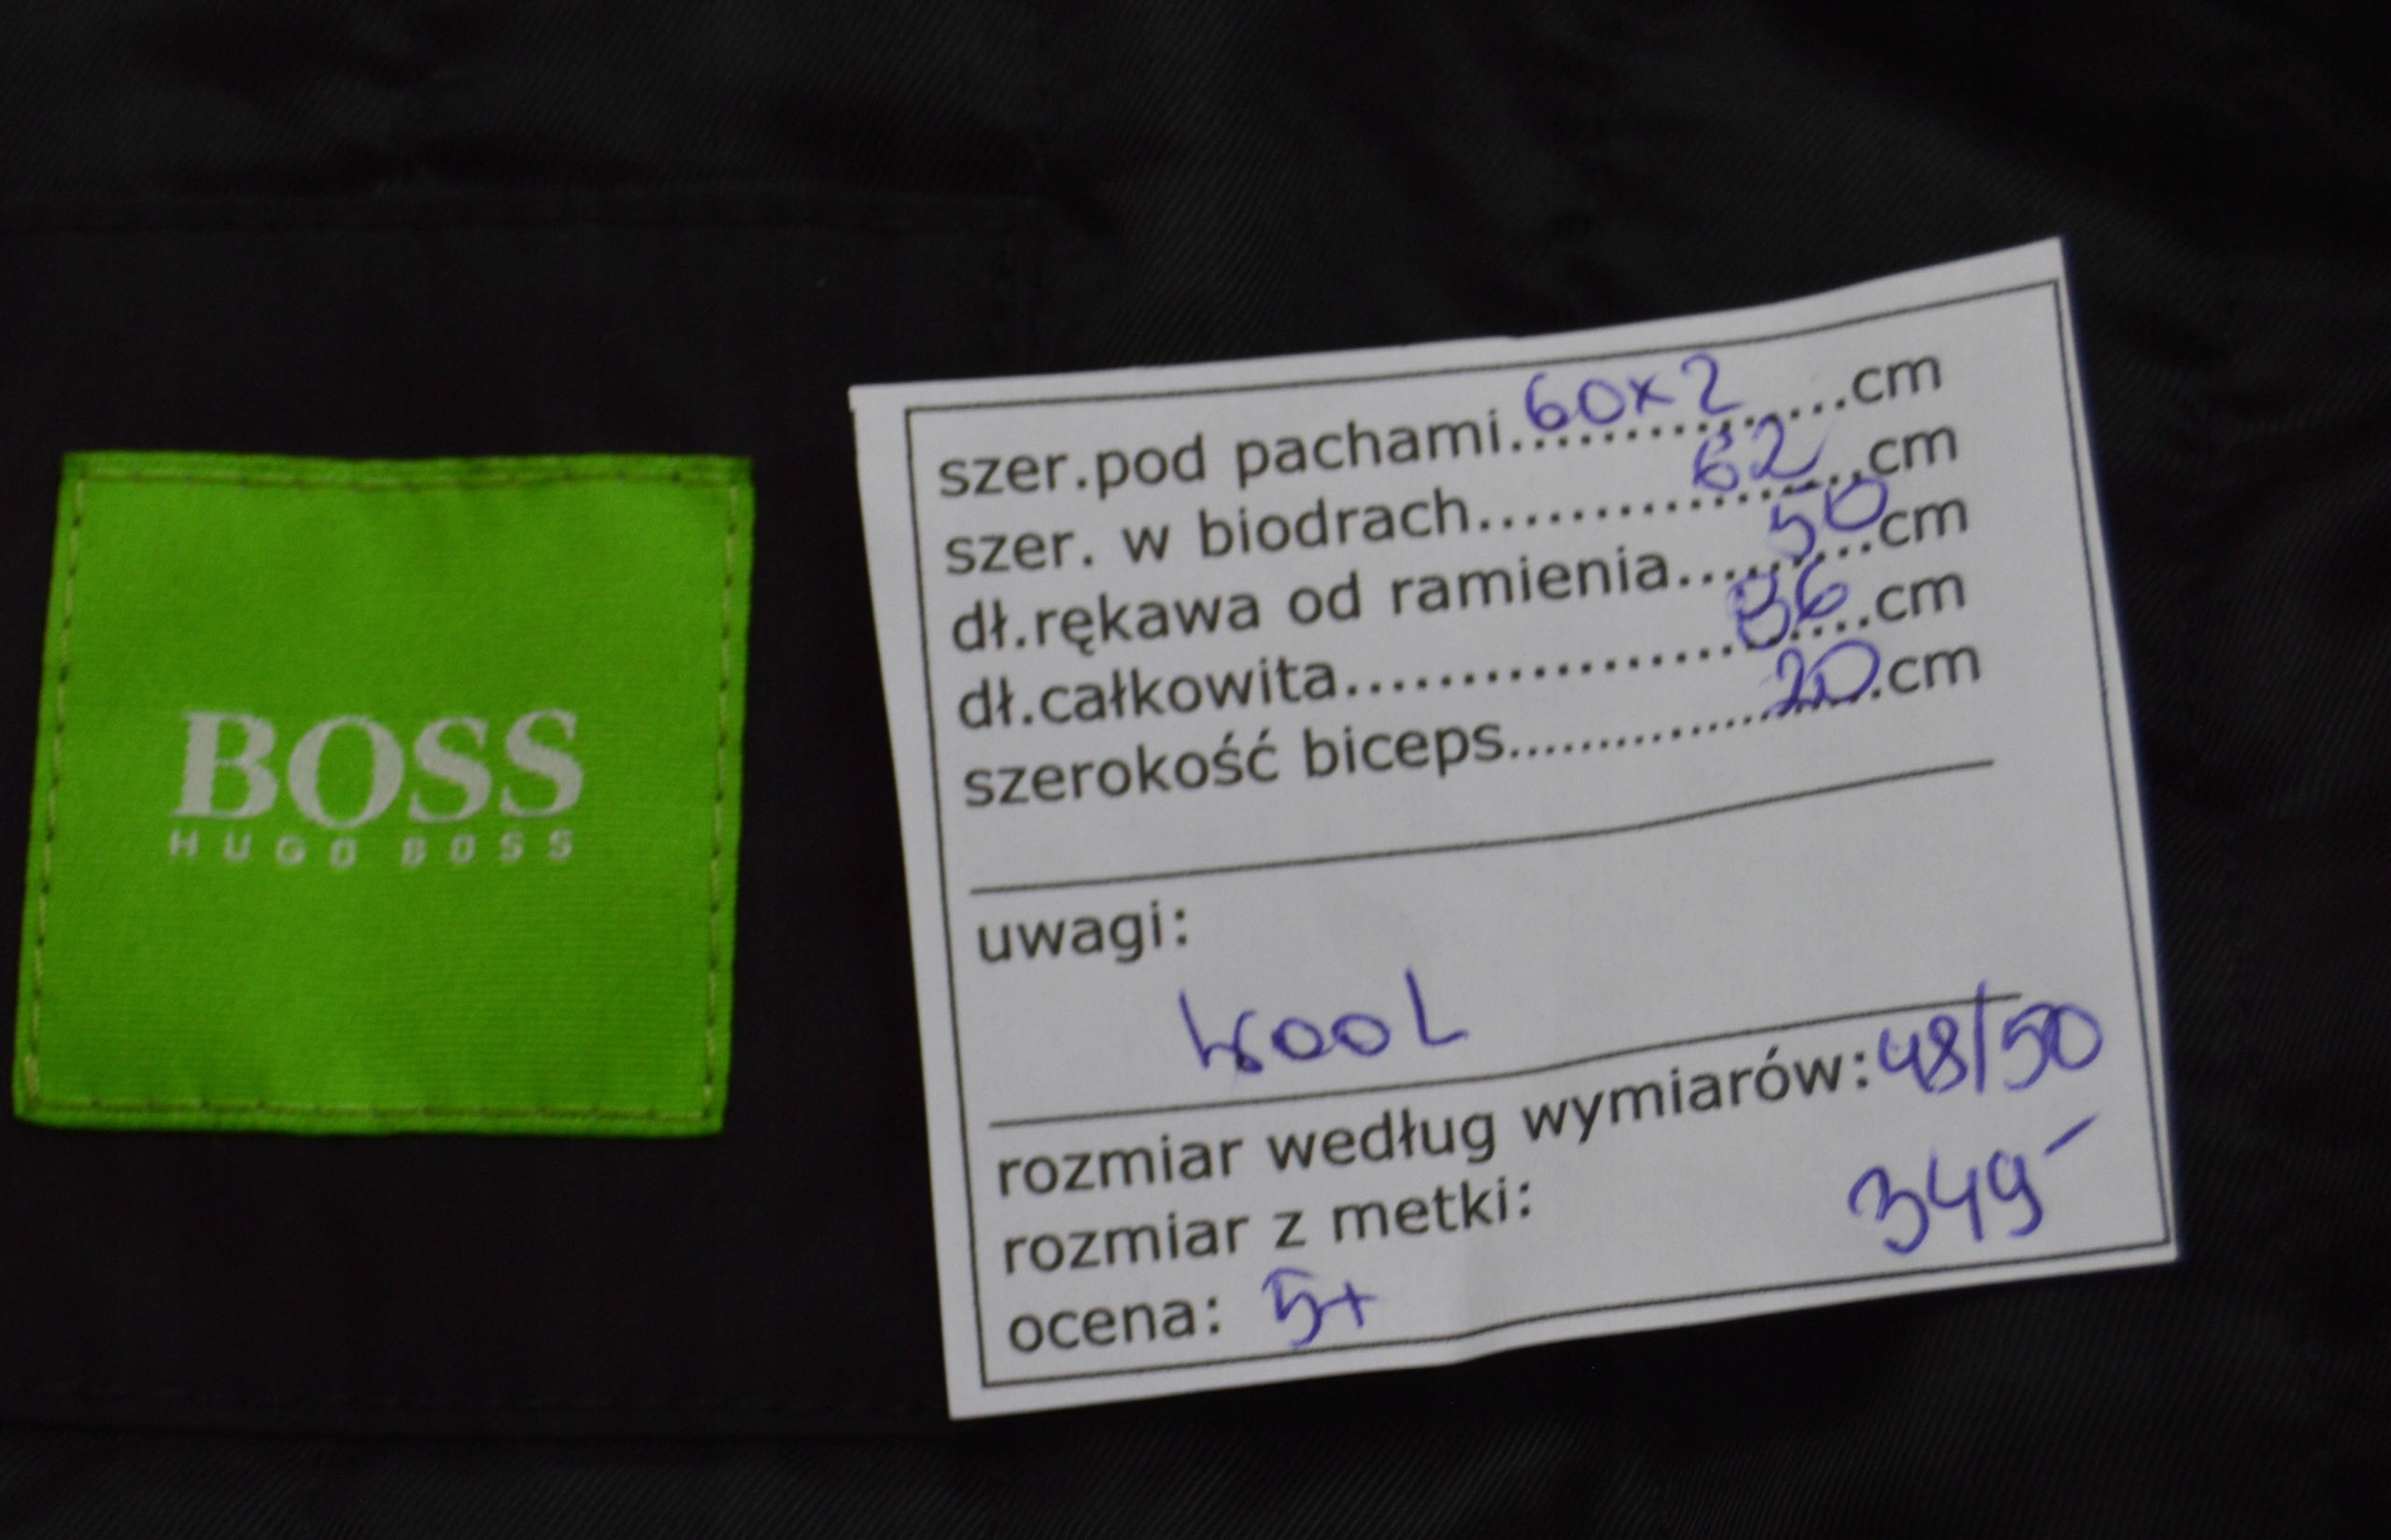 BOSS
HUGO BOSS
szer.pod pachami 60x2 cm
szer. w biodrach 62 cm
dł.rękawa od ramienia 50 cm
dł.całkowita 86 cm
szerokość biceps 20 cm
uwagi:
WOOL
rozmiar według wymiarów: 48/50
rozmiar z metki: 349-
ocena: 5+